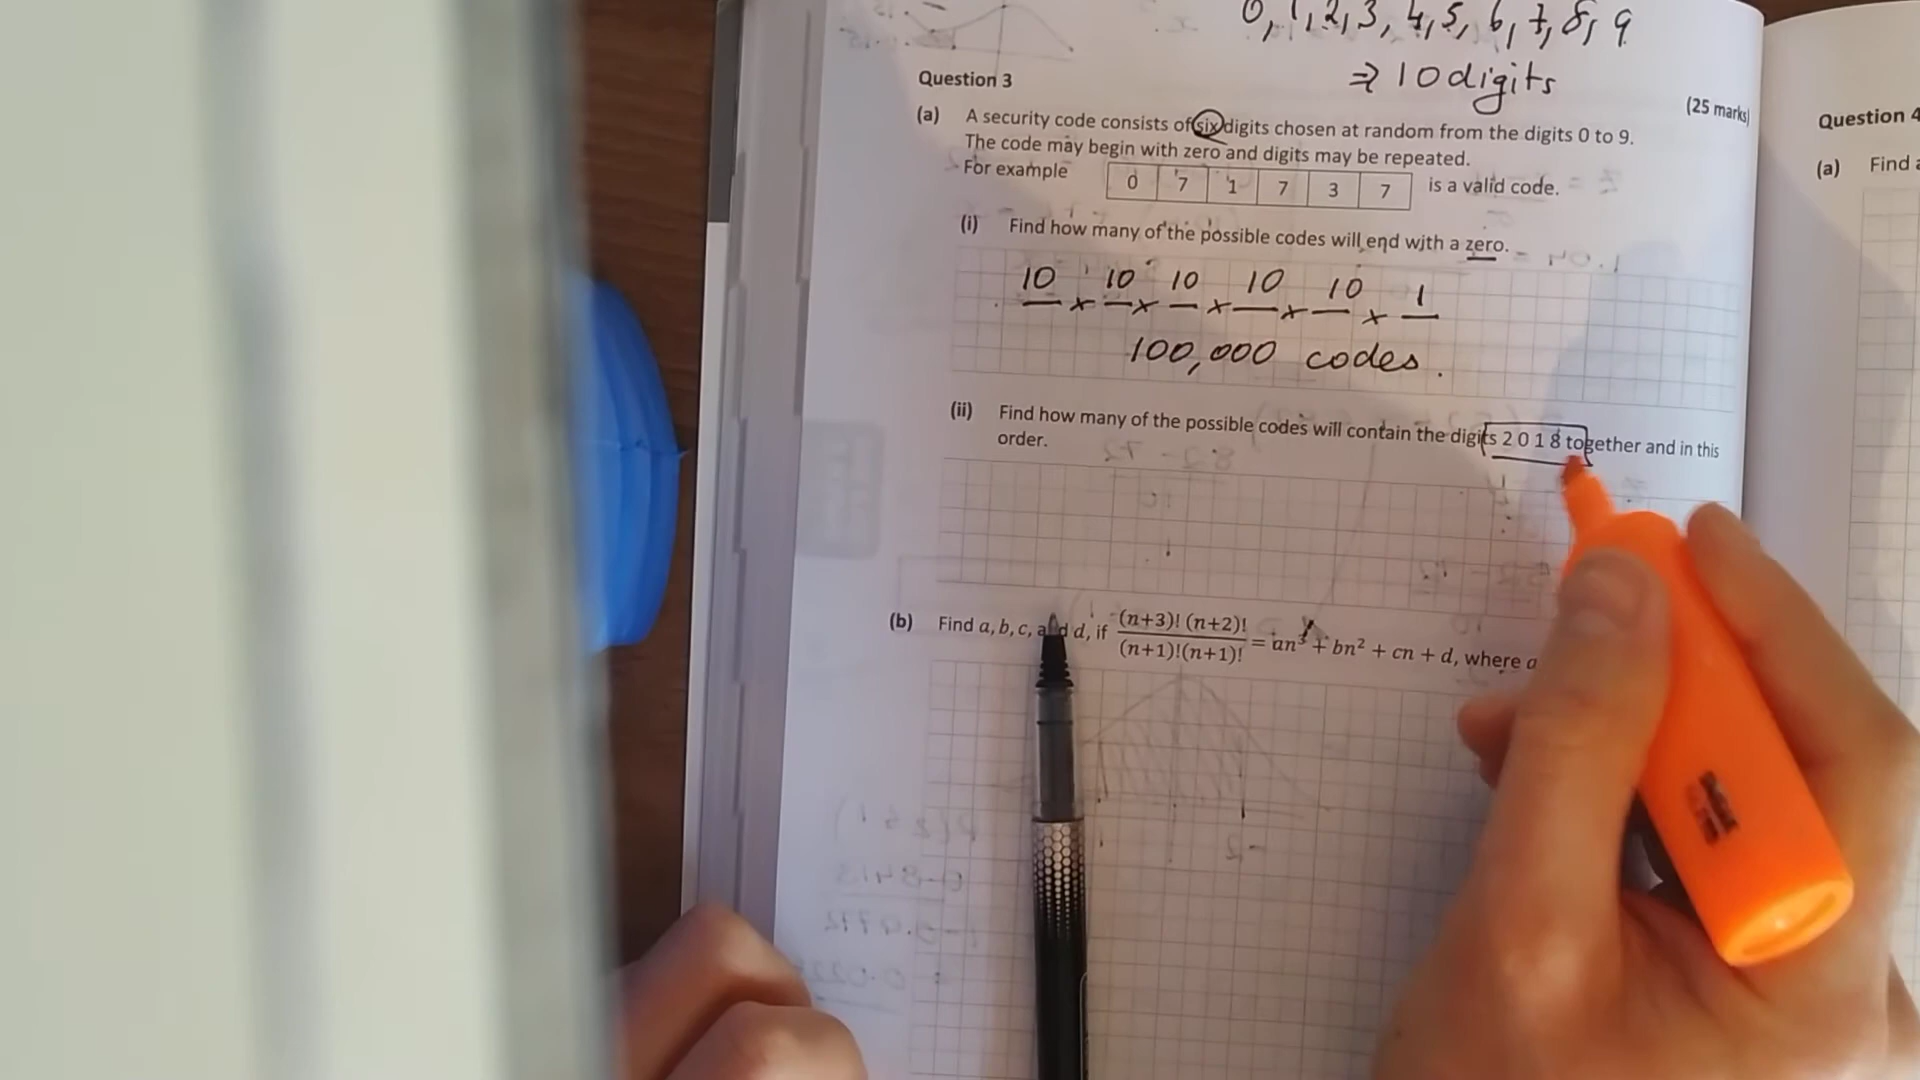 0, 1, 2, 3, 4, 5, 6, 7, 8, 9
⇒ 10 digits
Question 3
(25 marks)
(a) A security code consists of six digits chosen at random from the digits 0 to 9.
The code may begin with zero and digits may be repeated.
For example 0 7 1 7 3 7 is a valid code.
(i) Find how many of the possible codes will end with a zero.
10 × 10 × 10 × 10 × 10 × 1
100,000 codes.
(ii) Find how many of the possible codes will contain the digits 2 0 1 8 together and in this
order.
(b) Find a, b, c, and d, if (n+3)! (n+2)! / (n+1)!(n+1)! = an³ + bn² + cn + d, where a
Question 4
(a) Find